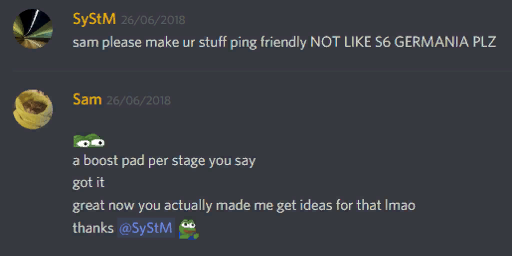 SyStM 26/06/2018
sam please make ur stuff ping friendly NOT LIKE S6 GERMANIA PLZ
Sam 26/06/2018
a boost pad per stage you say
got it
great now you actually made me get ideas for that lmao
thanks @SyStM